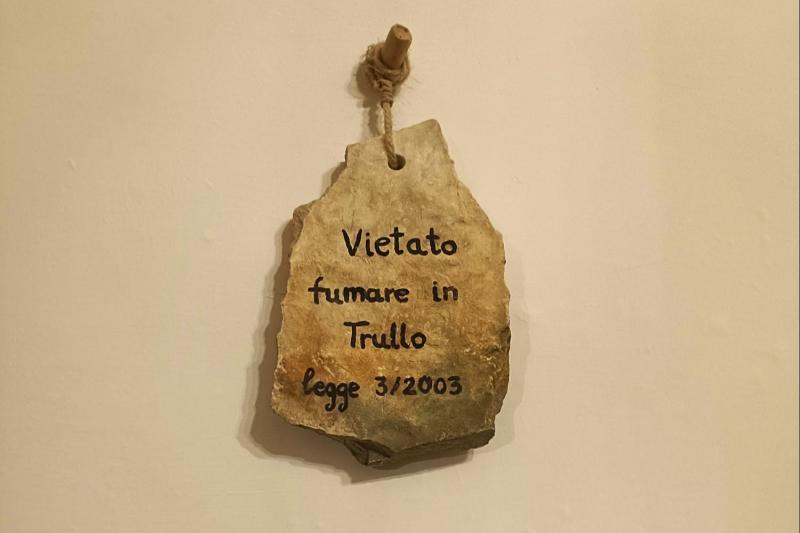 Vietato
fumare in
Trullo
legge 3/2003